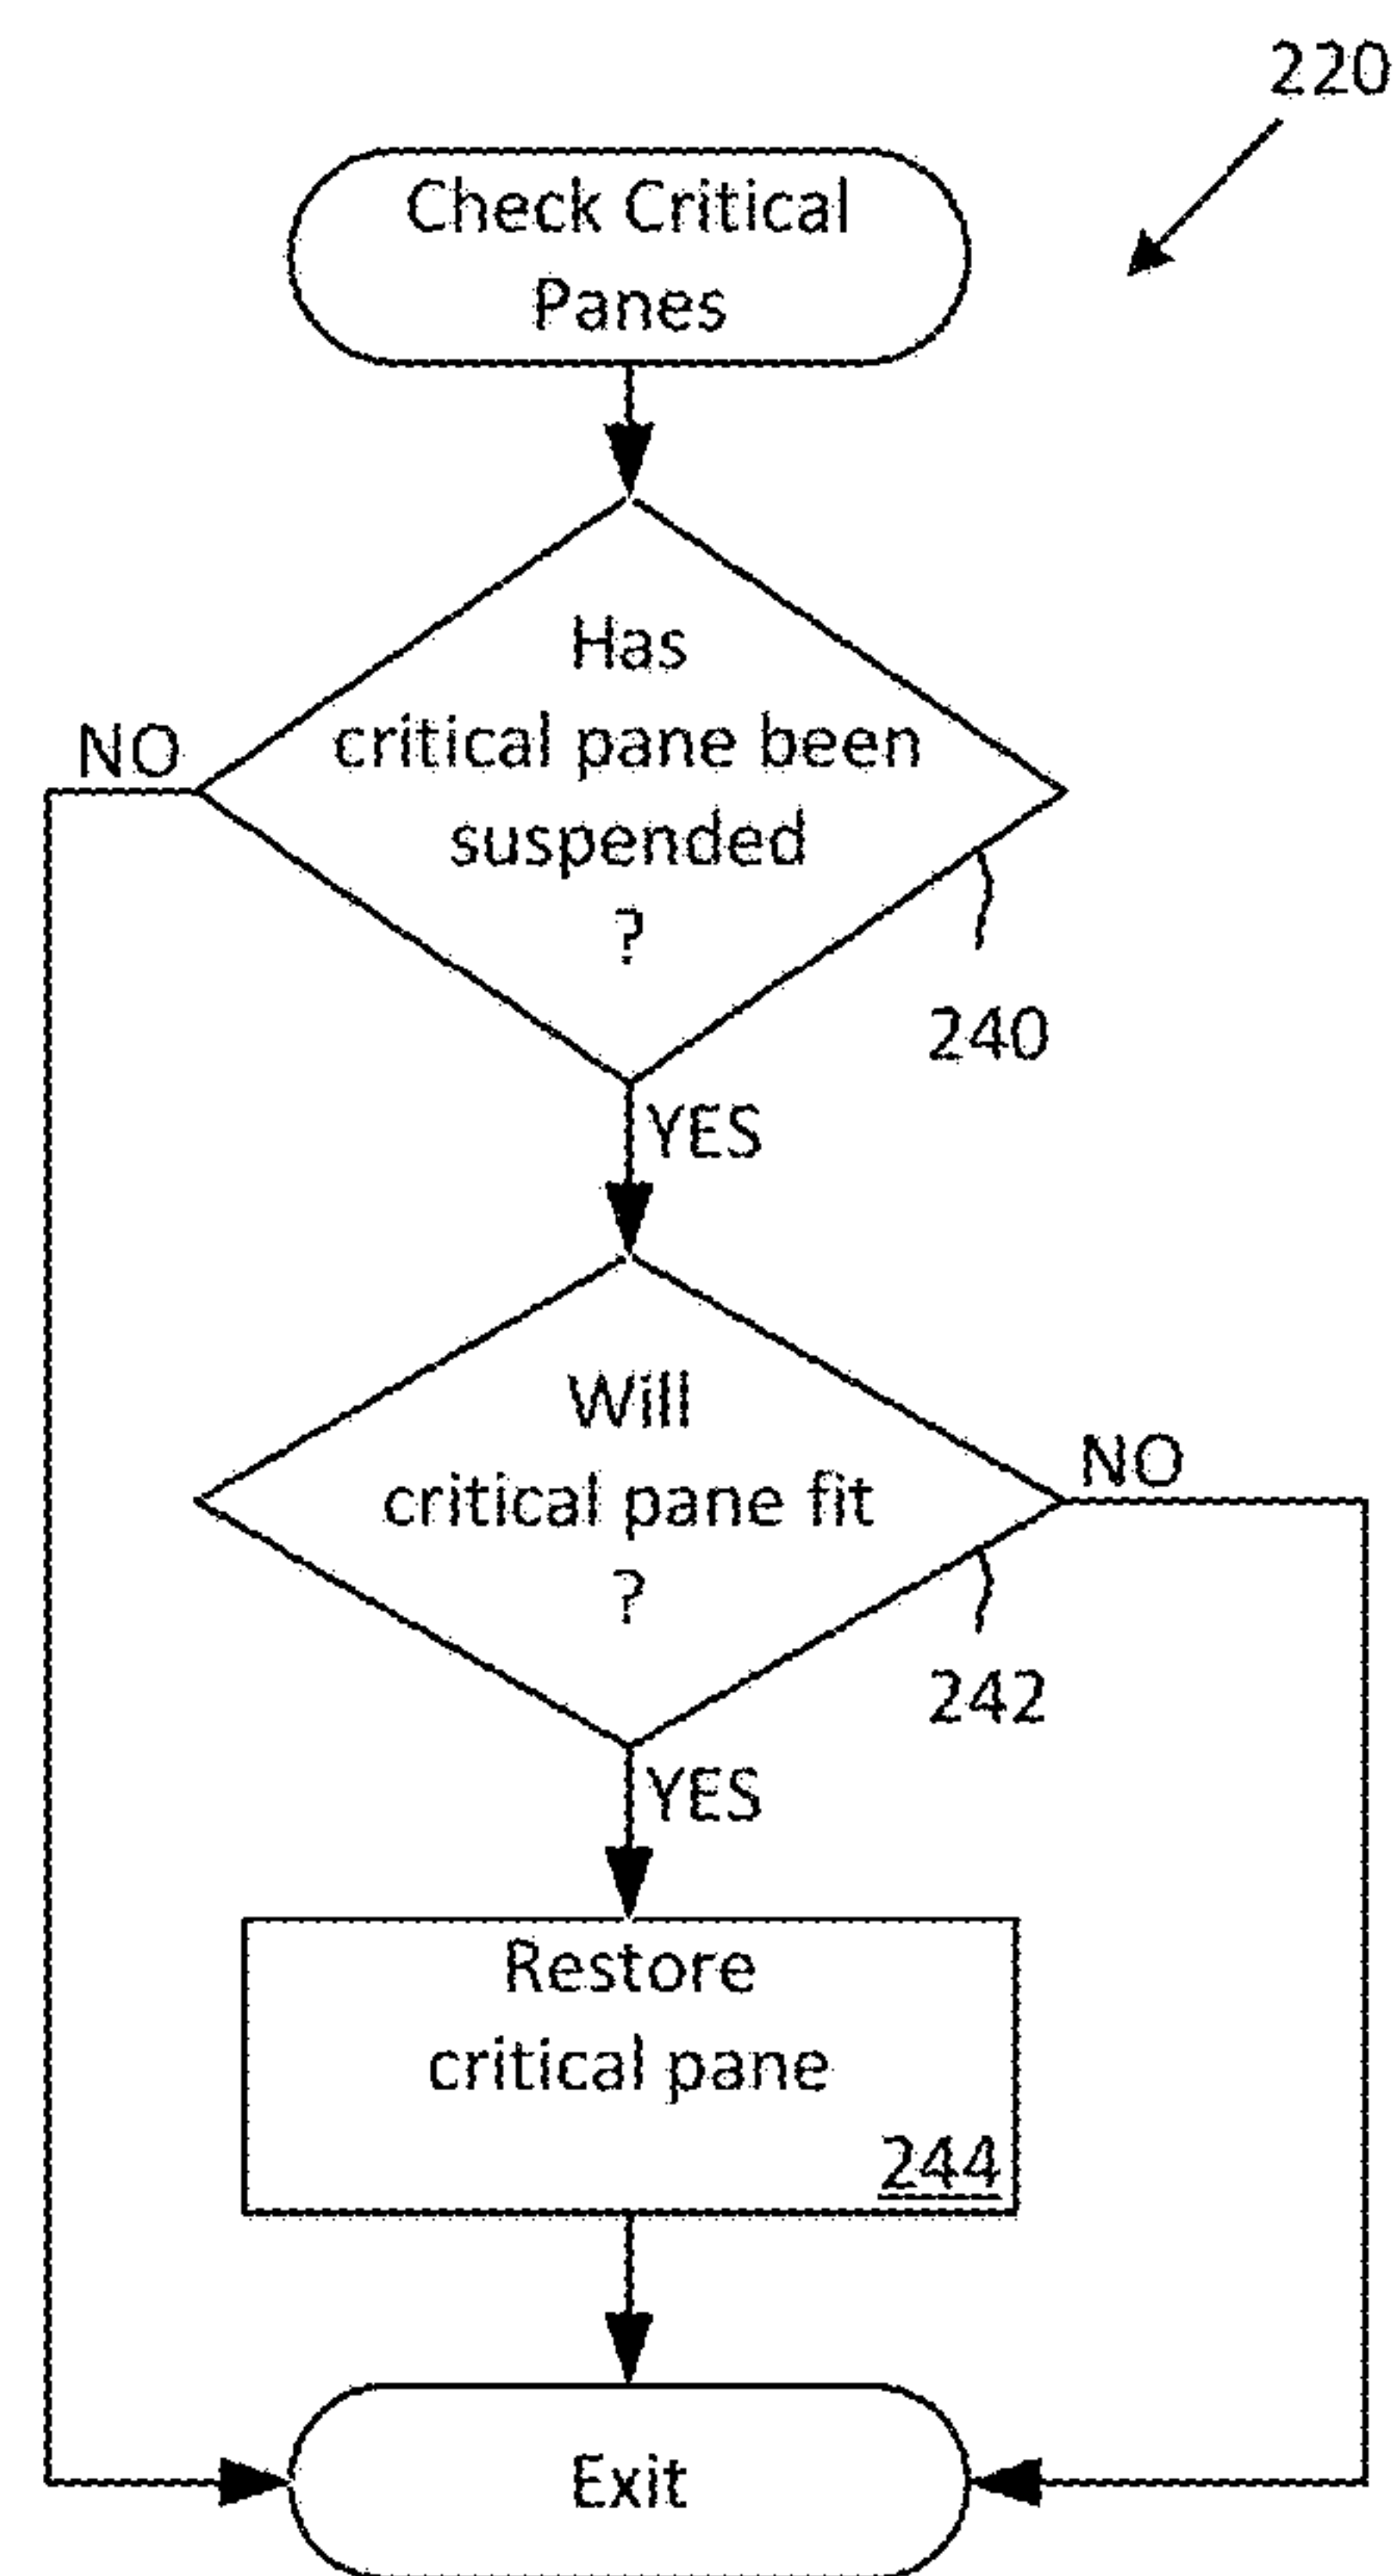 220
Check Critical
Panes
Has
critical pane been
suspended
?
NO
240
YES
Will
critical pane fit
?
NO
242
YES
Restore
critical pane
244
Exit